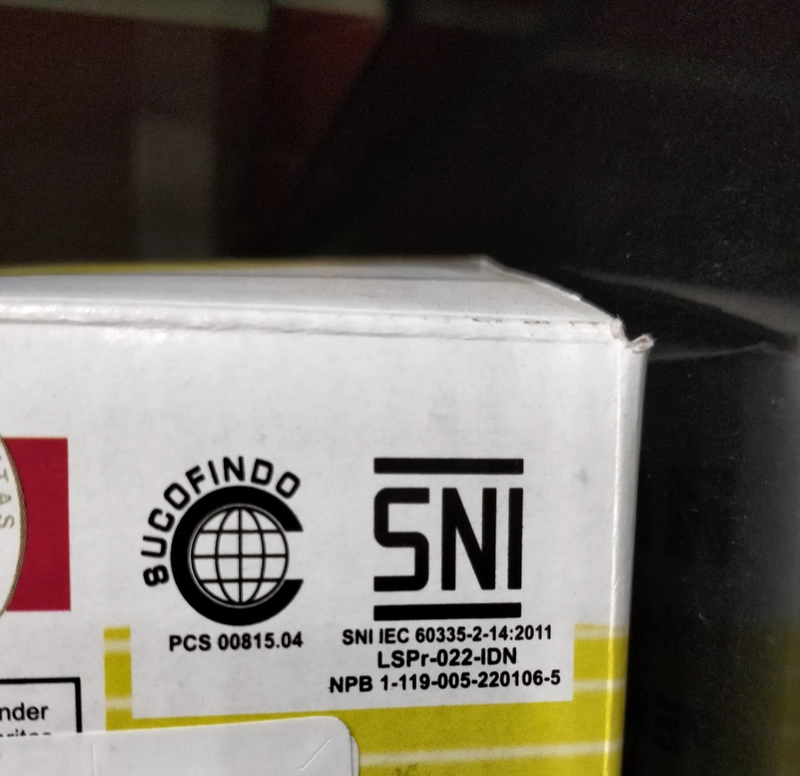 SUCOFINDO
PCS 00815.04
SNI
SNI IEC 60335-2-14:2011
LSPr-022-IDN
NPB 1-119-005-220106-5
TAS
nder